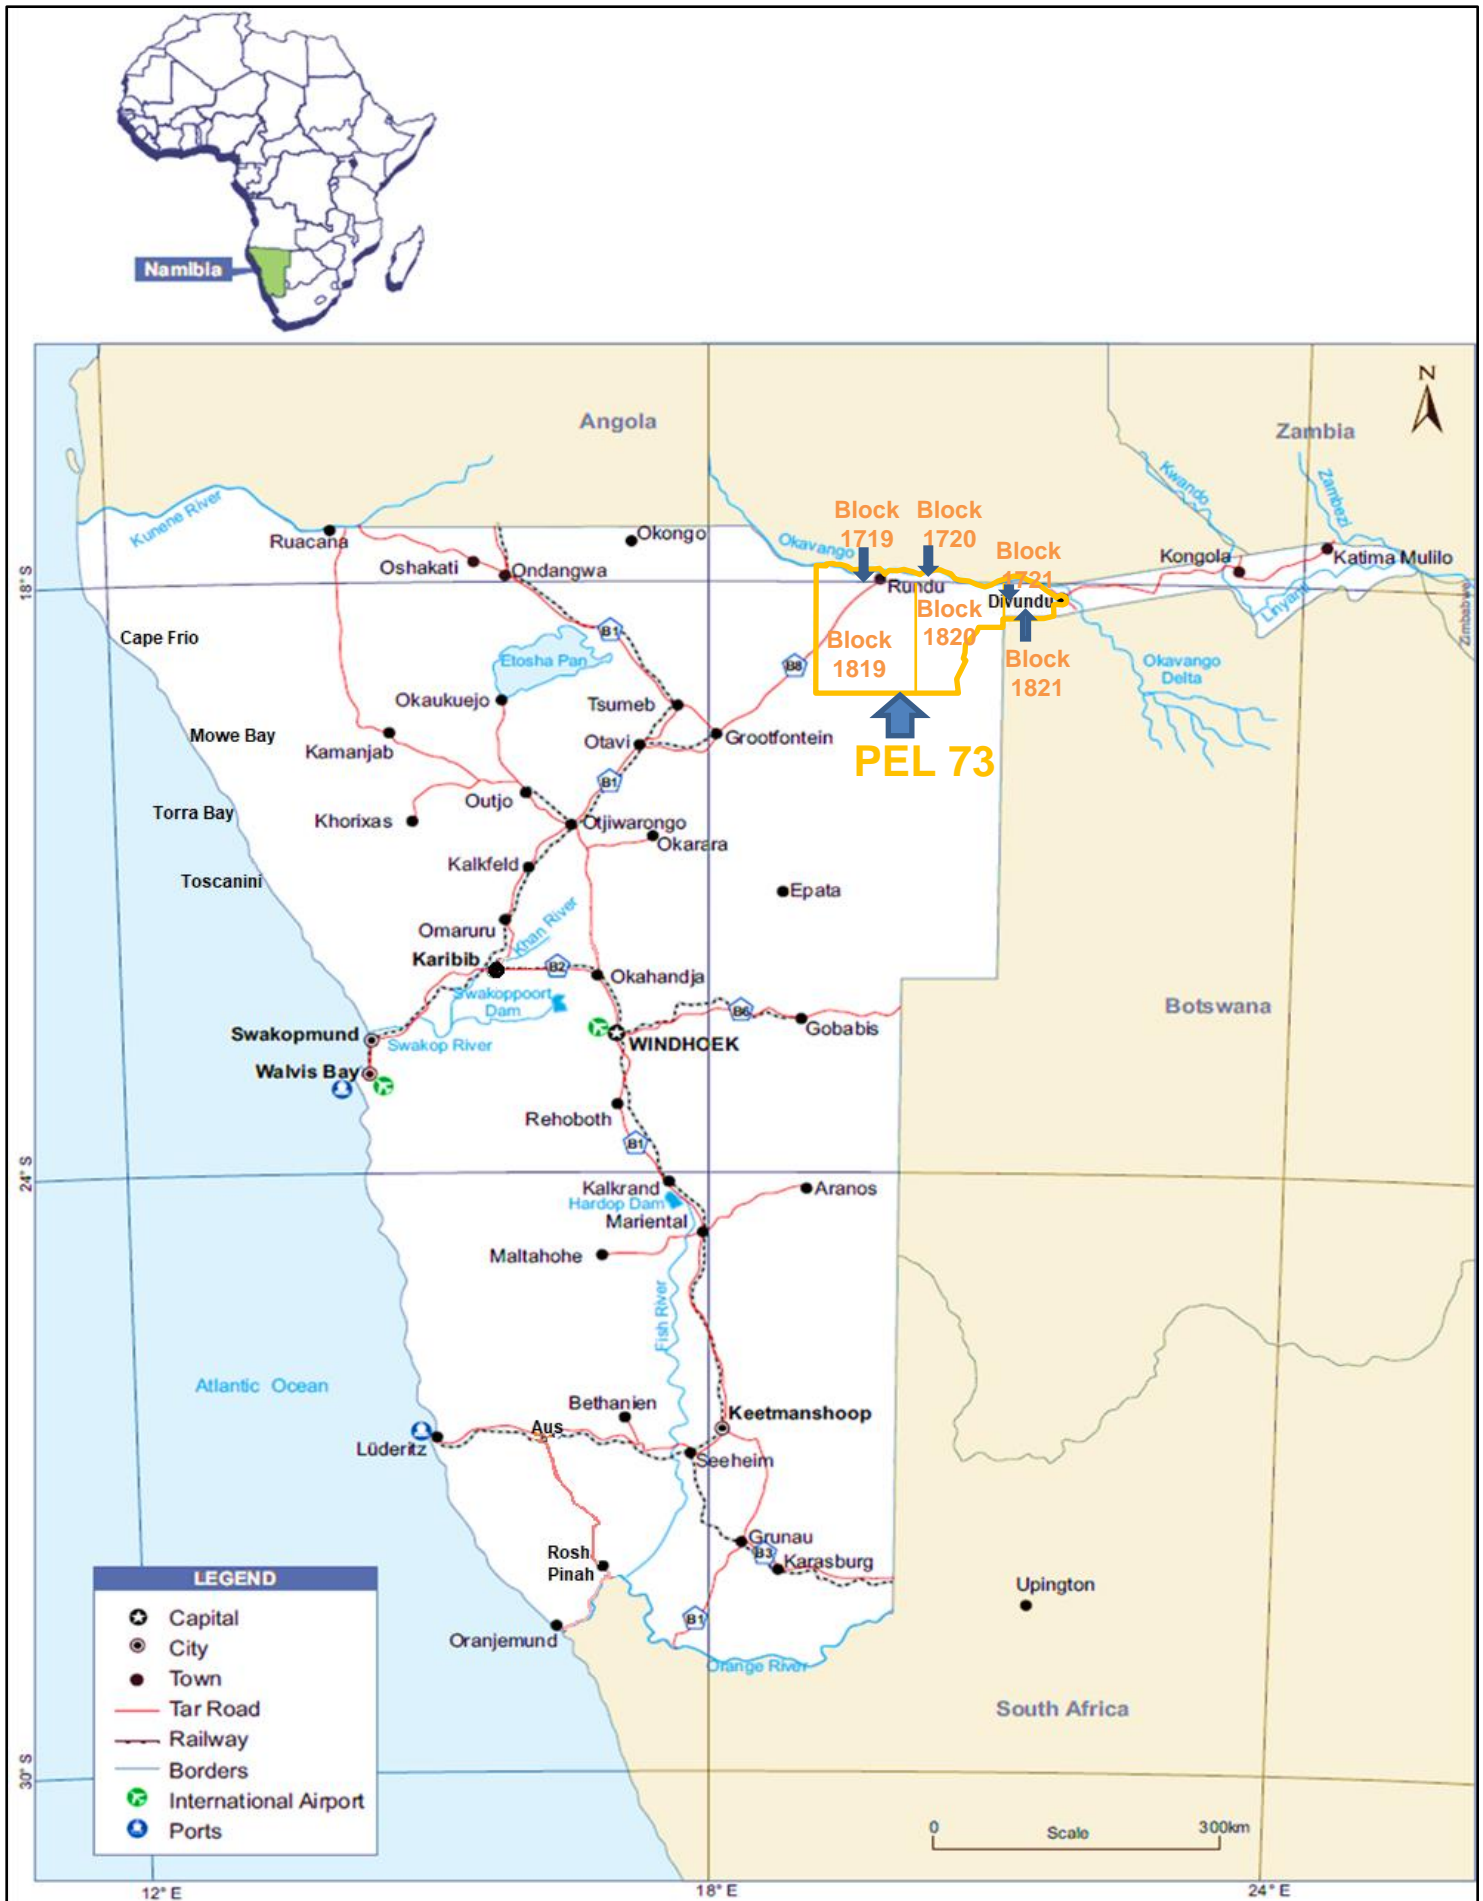 Namibia
N
Angola
Zambia
Kwando
Zambezi
Kunene River
Ruacana
Okongo
Okavango
Block
1719
Block
1720
Block
1721
Kongola
Katima Mulilo
Oshakati
Ondangwa
18° S
Rundu
Divundu
Linyanti
Zimbabwe
Cape Frio
B1
Etosha Pan
Block
1819
Block
1820
Block
1821
B8
Okavango
Delta
Okaukuejo
Tsumeb
Mowe Bay
Kamanjab
Otavi
Grootfontein
PEL 73
B1
Torra Bay
Khorixas
Outjo
Otjiwarongo
Okarara
Toscanini
Kalkfeld
Epata
Omaruru
Khan River
Karibib
B2
Okahandja
Swakoppoort
Dam
B6
Gobabis
Botswana
Swakopmund
Swakop River
WINDHOEK
Walvis Bay
Rehoboth
B1
24° S
Kalkrand
Hardop Dam
Aranos
Mariental
Maltahohe
Fish River
Atlantic Ocean
Bethanien
Keetmanshoop
Aus
Lüderitz
Seeheim
Grunau
B3
Karasburg
Rosh
Pinah
Upington
B1
Oranjemund
Orange River
South Africa
LEGEND
Capital
City
Town
Tar Road
Railway
Borders
International Airport
Ports
30° S
0
Scale
300km
12° E
18° E
24° E